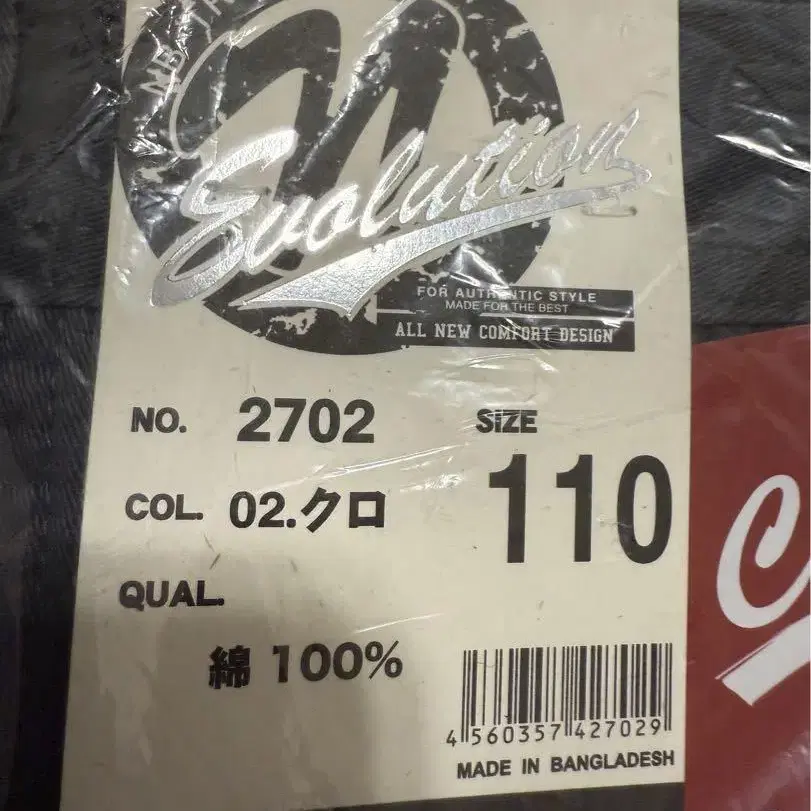 Evolution
FOR AUTHENTIC STYLE
MADE FOR THE BEST
ALL NEW COMFORT DESIGN
NO. 2702
SIZE
110
COL. 02.クロ
QUAL.
綿 100%
4 560357 427029
MADE IN BANGLADESH